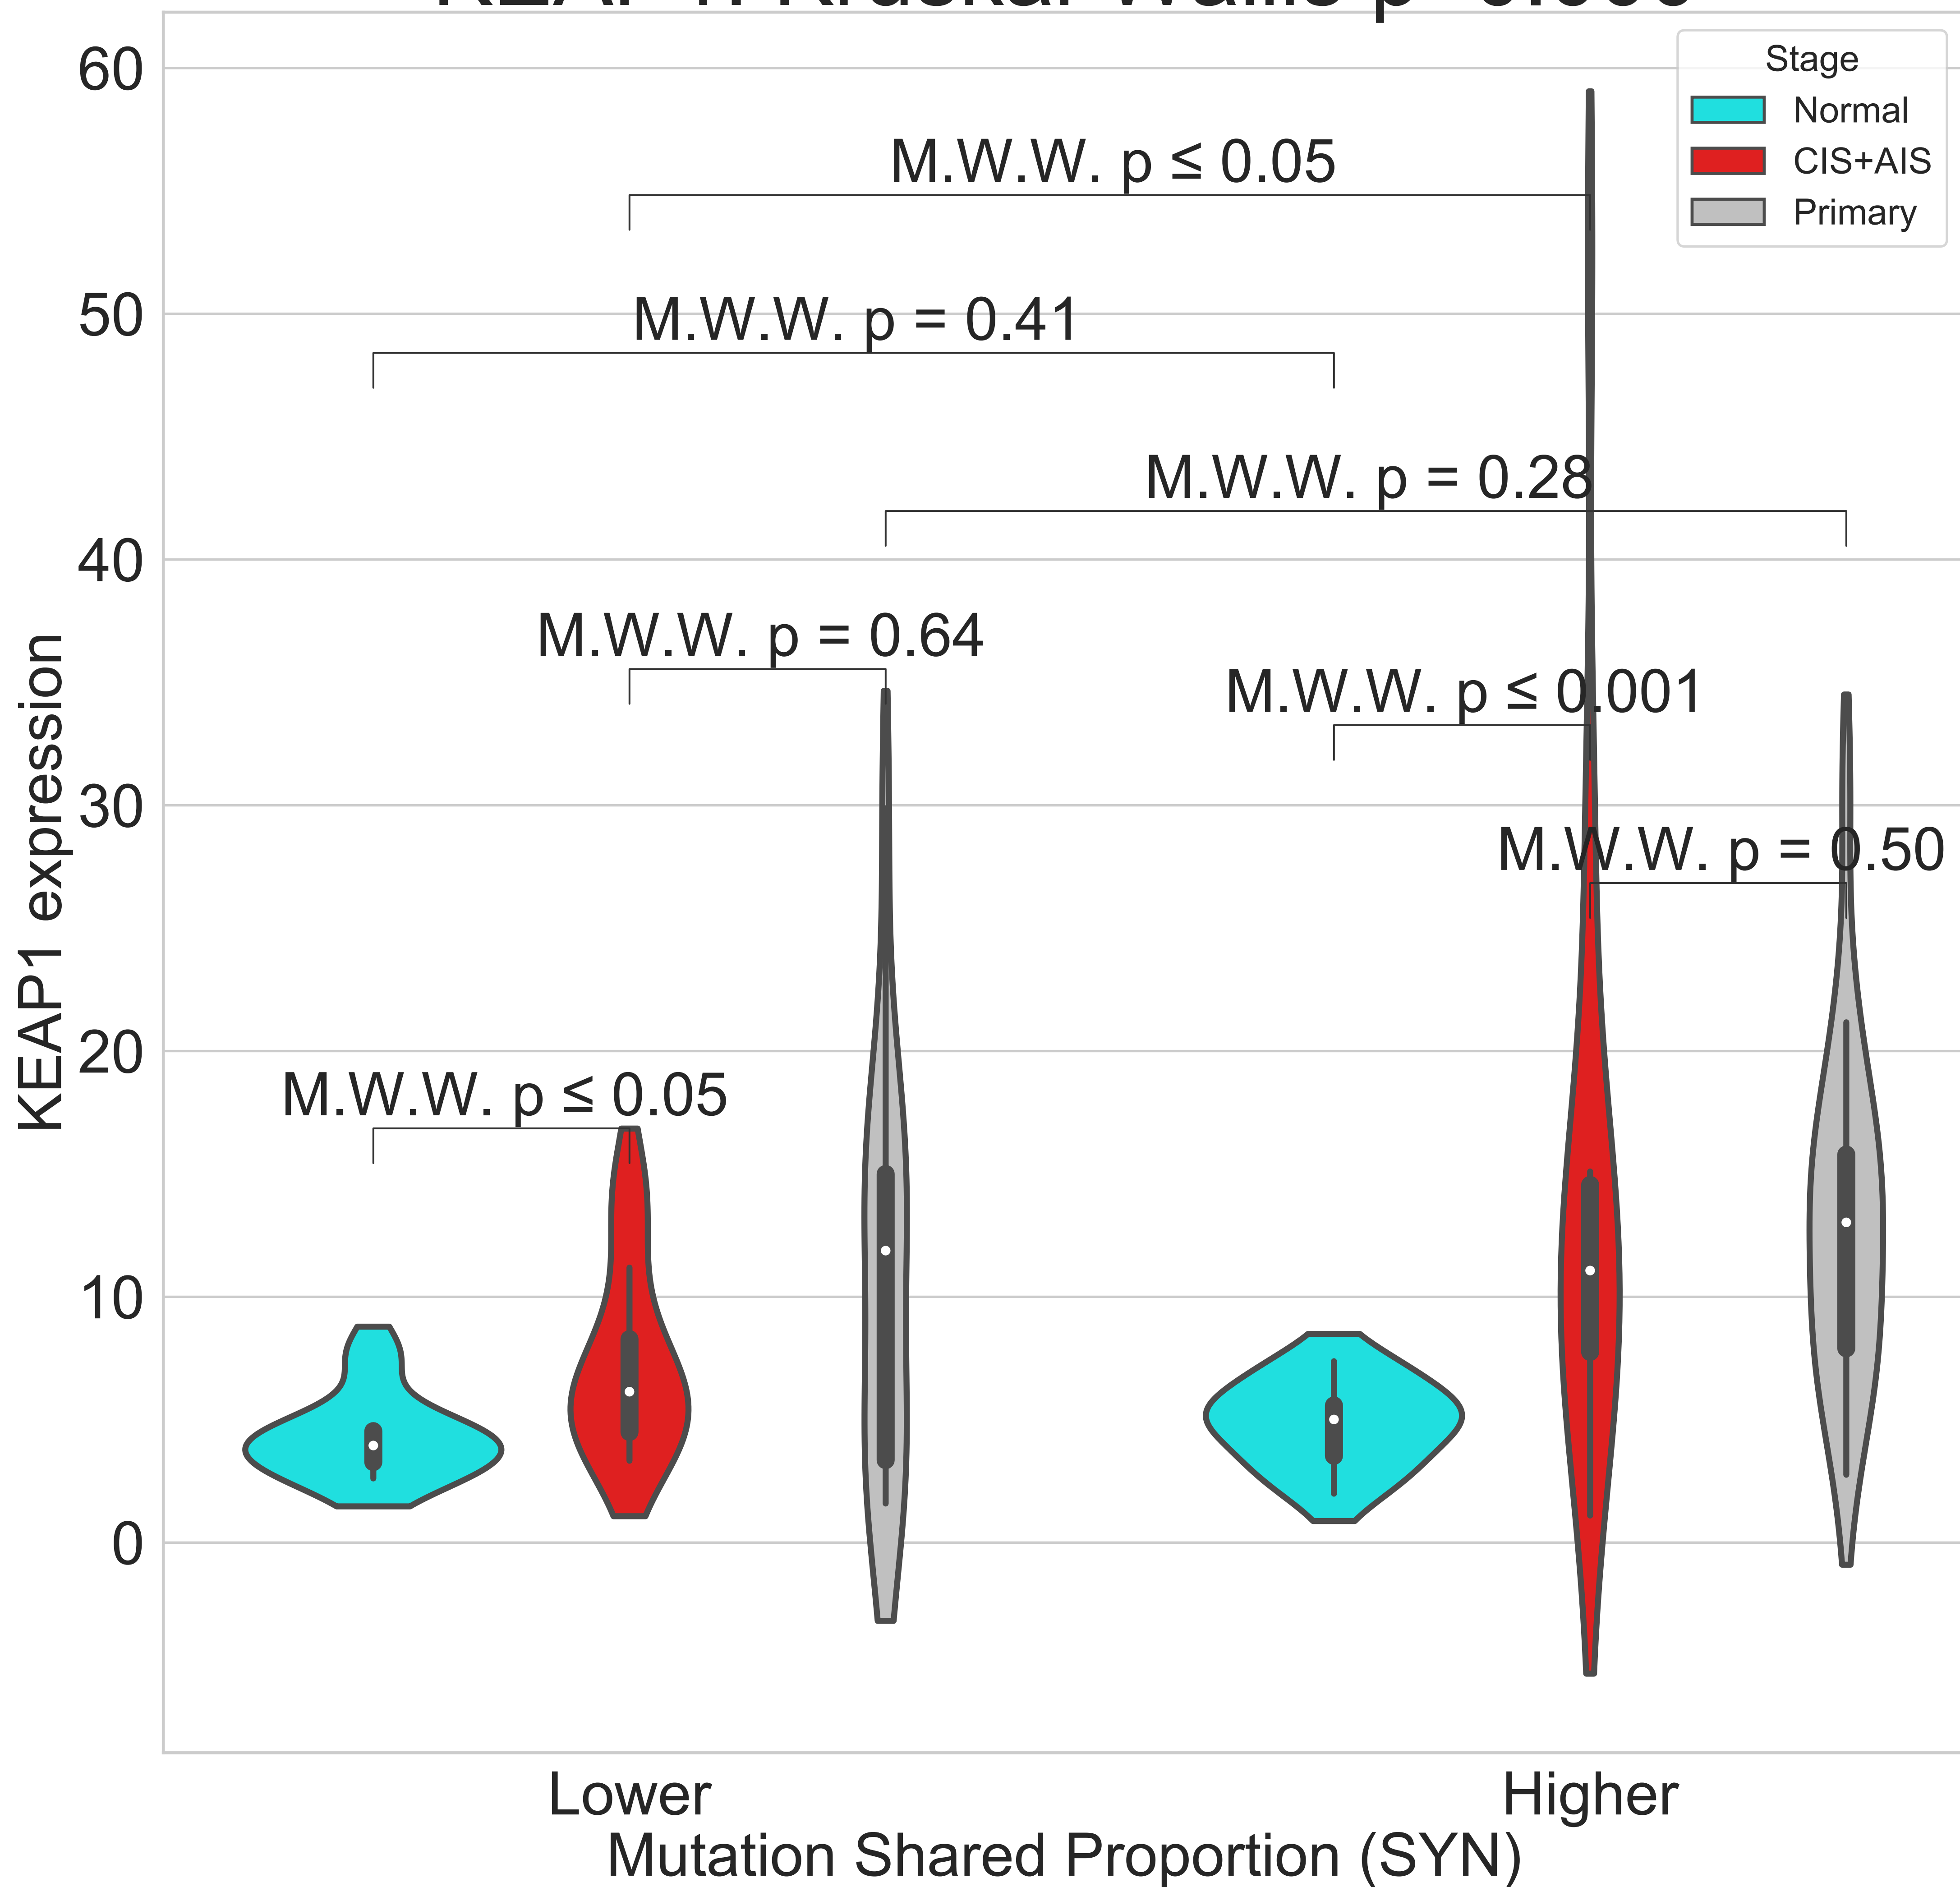 60
50
40
30
20
10
0
KEAP1 expression
Stage
Normal
CIS+AIS
Primary
M.W.W. p ≤ 0.05
M.W.W. p = 0.41
M.W.W. p = 0.28
M.W.W. p = 0.64
M.W.W. p ≤ 0.001
M.W.W. p = 0.50
M.W.W. p ≤ 0.05
Lower
Higher
Mutation Shared Proportion (SYN)